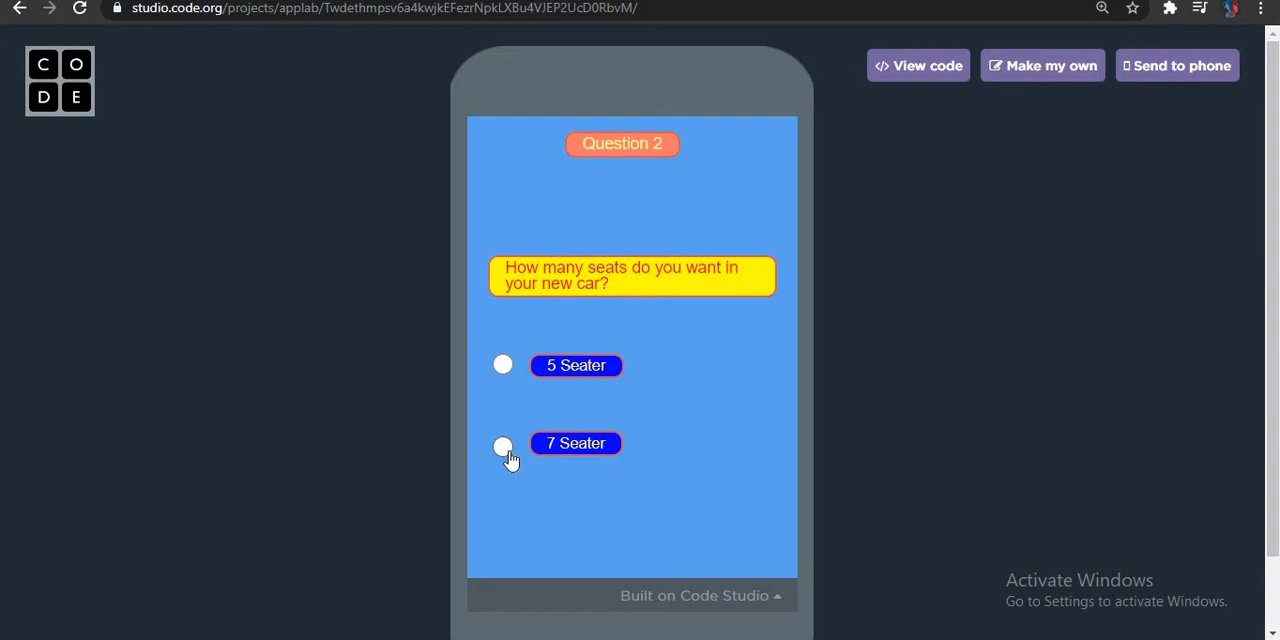 studio.code.org/projects/applab/Twdethmpsv6a4kwjkEFezrNpkLXBu4VJEP2UcD0RbvM/
C O
D E
</> View code
Make my own
Send to phone
Question 2
How many seats do you want in
your new car?
5 Seater
7 Seater
Built on Code Studio
Activate Windows
Go to Settings to activate Windows.